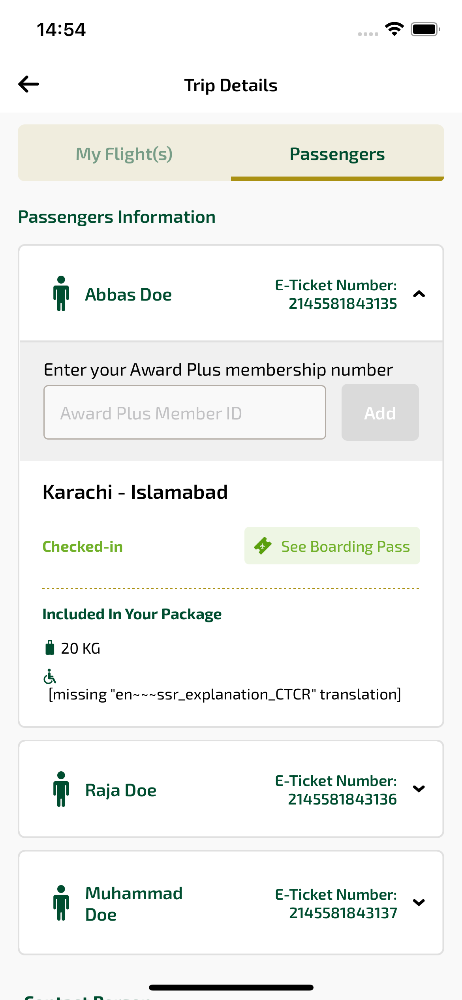 14:54
Trip Details
My Flight(s)
Passengers
Passengers Information
Abbas Doe
E-Ticket Number:
2145581843135
Enter your Award Plus membership number
Award Plus Member ID
Add
Karachi - Islamabad
Checked-in
See Boarding Pass
Included In Your Package
20 KG
[missing "en~~~ssr_explanation_CTCR" translation]
Raja Doe
E-Ticket Number:
2145581843136
Muhammad
Doe
E-Ticket Number:
2145581843137
Contact Person